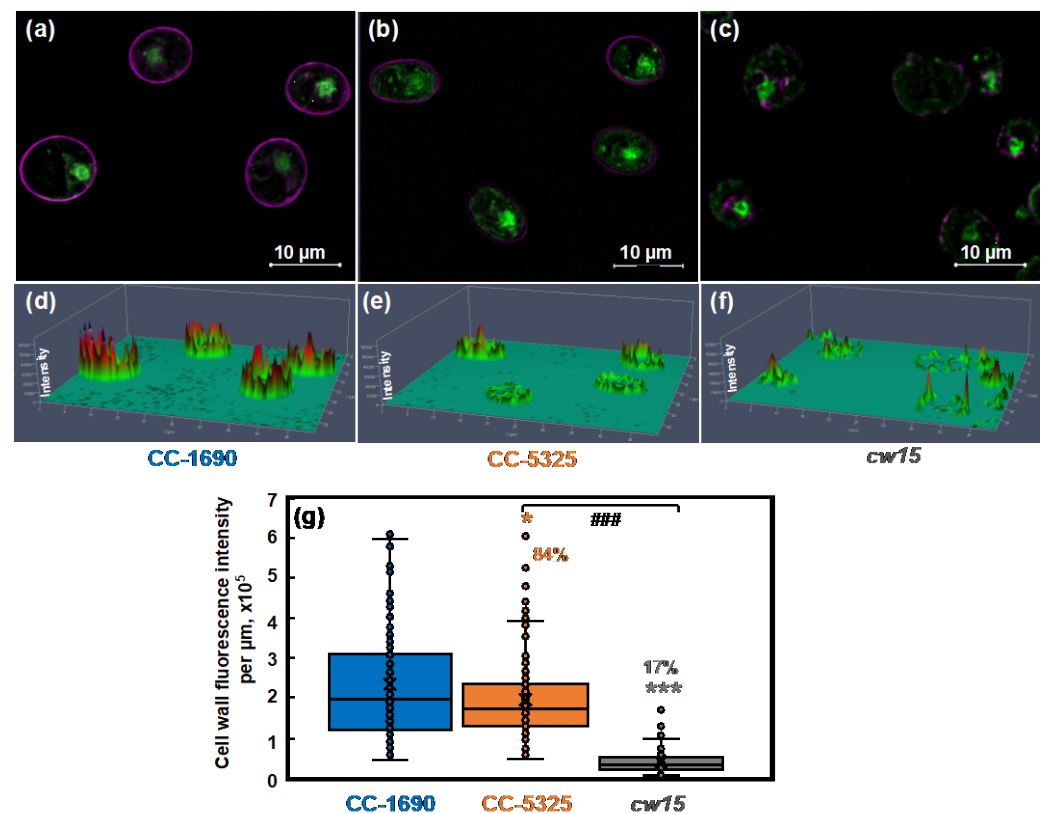 (a)
(b)
(c)
10 µm
10 µm
10 µm
(d)
(e)
(f)
Intensity
Intensity
Intensity
CC-1690
CC-5325
cw15
Cell wall fluorescence intensity
per µm, x10⁵
7
6
5
4
3
2
1
0
(g)
*
###
84%
17%
***
CC-1690
CC-5325
cw15